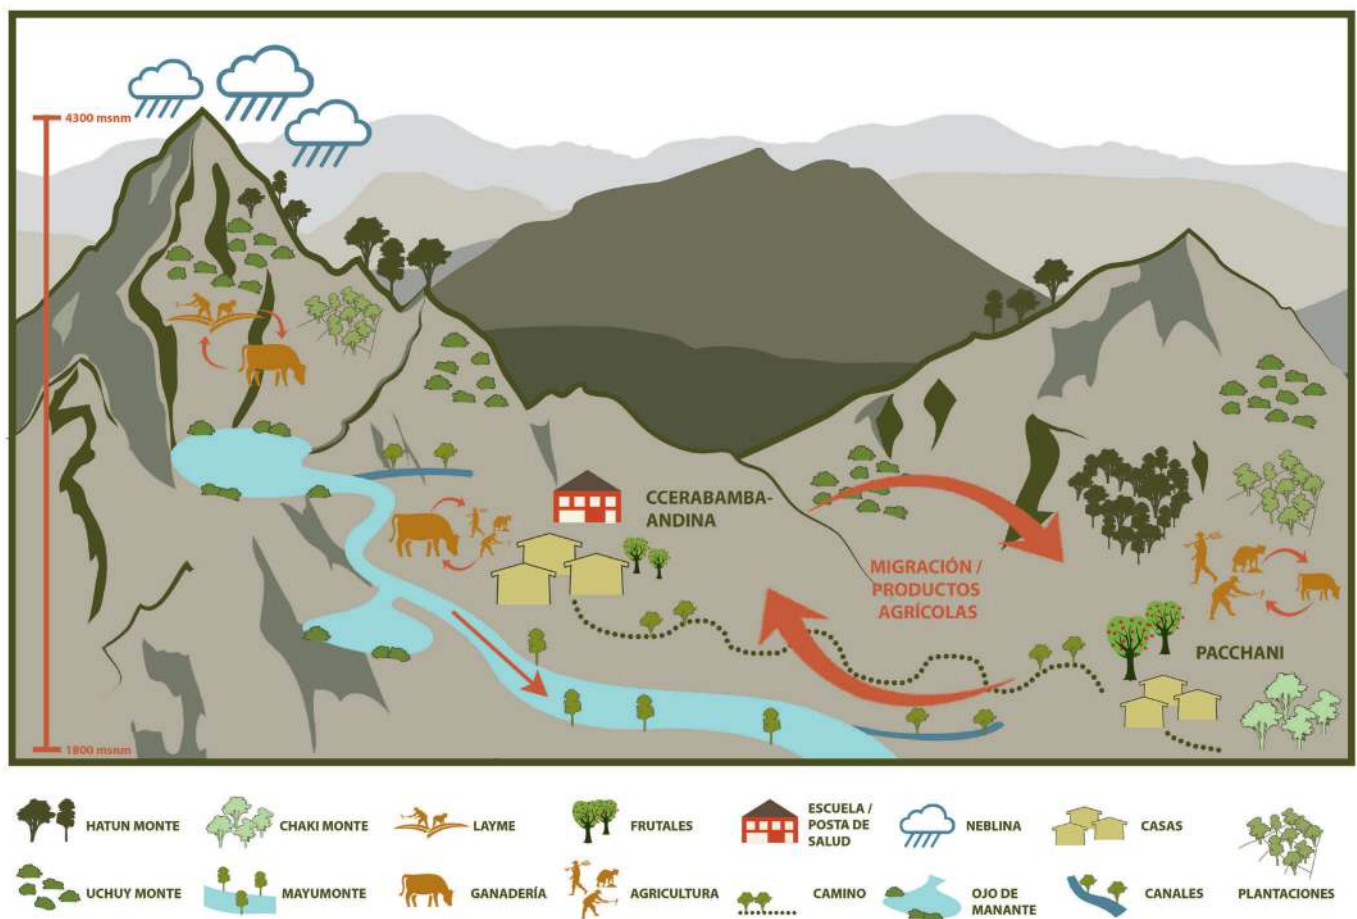 4300 msnm
CCERABAMBA-
ANDINA
MIGRACIÓN /
PRODUCTOS
AGRÍCOLAS
PACCHANI
1800 msnm
HATUN MONTE
CHAKI MONTE
LAYME
FRUTALES
ESCUELA /
POSTA DE
SALUD
NEBLINA
CASAS
UCHUY MONTE
MAYUMONTE
GANADERÍA
AGRICULTURA
CAMINO
OJO DE
MANANTE
CANALES
PLANTACIONES